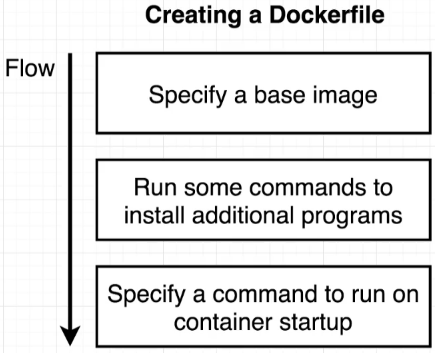 Creating a Dockerfile
Flow
Specify a base image
Run some commands to
install additional programs
Specify a command to run on
container startup